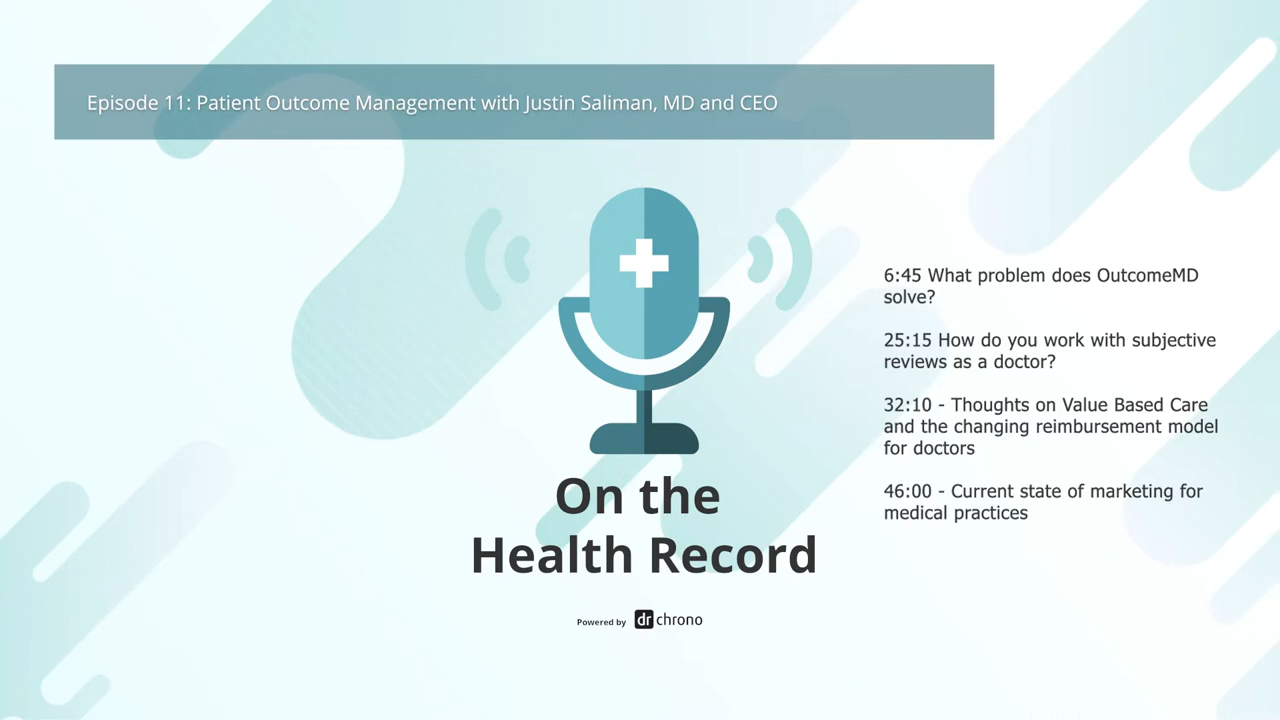 Episode 11: Patient Outcome Management with Justin Saliman, MD and CEO
6:45 What problem does OutcomeMD
solve?
25:15 How do you work with subjective
reviews as a doctor?
32:10 - Thoughts on Value Based Care
and the changing reimbursement model
for doctors
46:00 - Current state of marketing for
medical practices
On the
Health Record
Powered by dr chrono